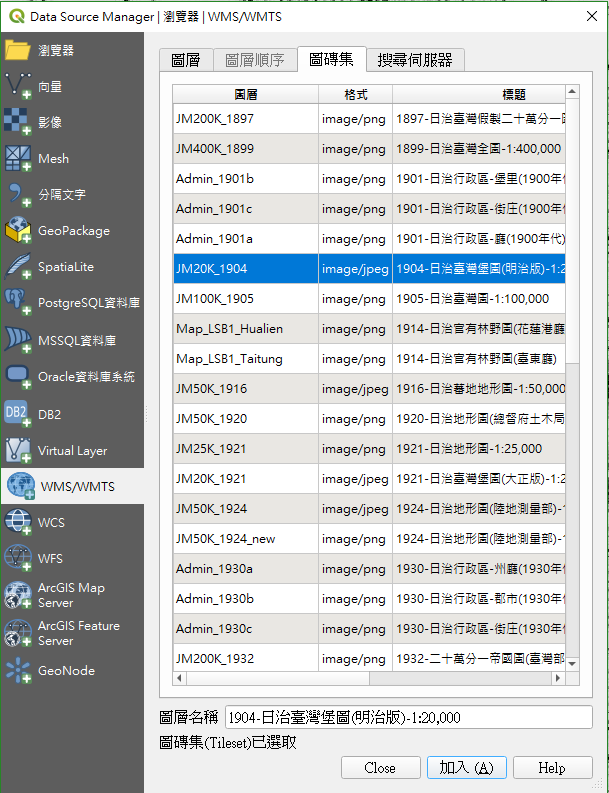 Data Source Manager | 瀏覽器 | WMS/WMTS
瀏覽器
向量
影像
Mesh
分隔文字
GeoPackage
SpatiaLite
PostgreSQL資料庫
MSSQL資料庫
Oracle資料庫系統
DB2
DB2
Virtual Layer
WMS/WMTS
WCS
WFS
ArcGIS Map
Server
ArcGIS Feature
Server
GeoNode
圖層 圖層順序 圖磚集 搜尋伺服器
圖層 格式 標題
JM200K_1897 image/png 1897-日治臺灣假製二十萬分一圖
JM400K_1899 image/png 1899-日治臺灣全圖-1:400,000
Admin_1901b image/png 1901-日治行政區-堡里(1900年代
Admin_1901c image/png 1901-日治行政區-街庄(1900年代
Admin_1901a image/png 1901-日治行政區-廳(1900年代)
JM20K_1904 image/jpeg 1904-日治臺灣堡圖(明治版)-1:2
JM100K_1905 image/png 1905-日治臺灣圖-1:100,000
Map_LSB1_Hualien image/png 1914-日治官有林野圖(花蓮港廳
Map_LSB1_Taitung image/png 1914-日治官有林野圖(臺東廳)
JM50K_1916 image/jpeg 1916-日治蕃地地形圖-1:50,000
JM50K_1920 image/png 1920-日治地形圖(總督府土木局
JM25K_1921 image/png 1921-日治地形圖-1:25,000
JM20K_1921 image/jpeg 1921-日治臺灣堡圖(大正版)-1:2
JM50K_1924 image/jpeg 1924-日治地形圖(陸地測量部)-1
JM50K_1924_new image/png 1924-日治地形圖(陸地測量部)-1
Admin_1930a image/png 1930-日治行政區-州廳(1930年代
Admin_1930b image/png 1930-日治行政區-郡市(1930年代
Admin_1930c image/png 1930-日治行政區-街庄(1930年代
JM200K_1932 image/png 1932-二十萬分一帝國圖(臺灣部
圖層名稱 1904-日治臺灣堡圖(明治版)-1:20,000
圖磚集(Tileset)已選取
Close 加入 (A) Help